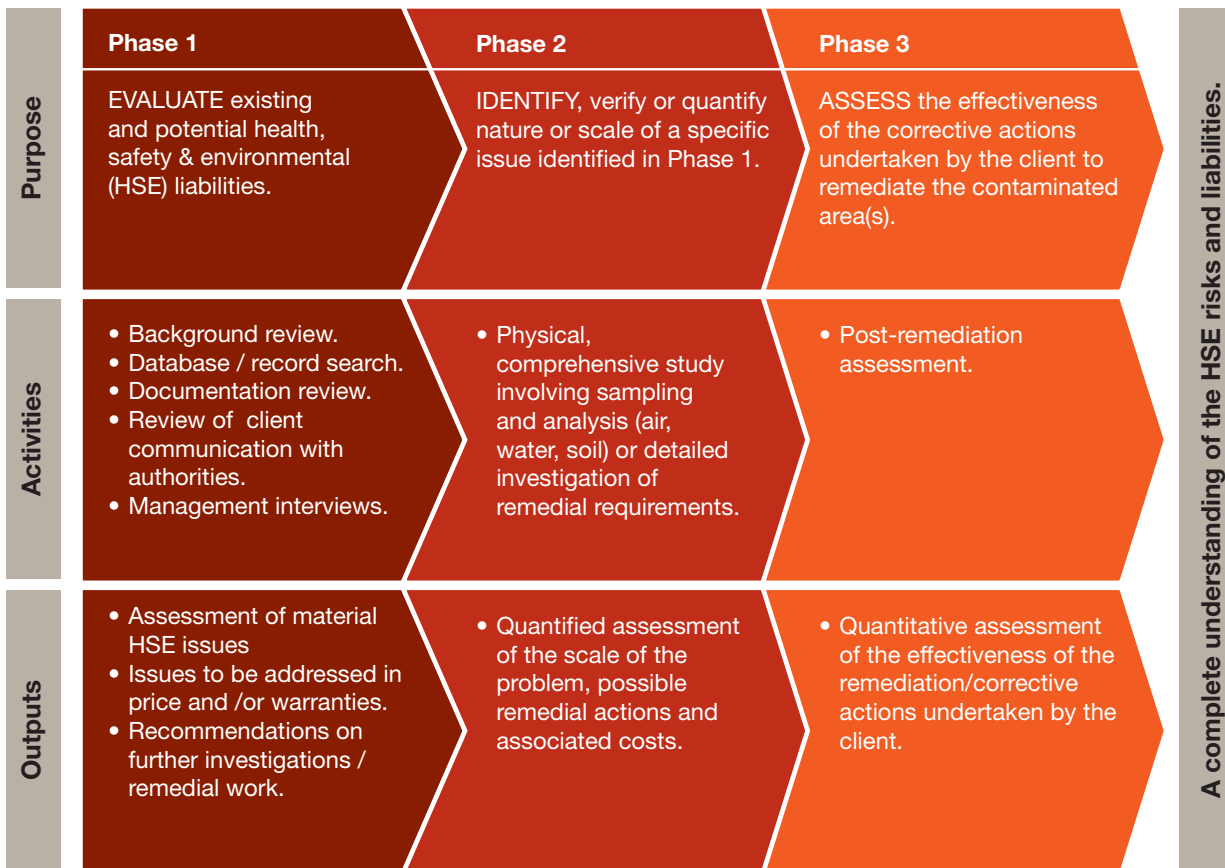 Phase 1
Phase 2
Phase 3
Purpose
EVALUATE existing
and potential health,
safety & environmental
(HSE) liabilities.
IDENTIFY, verify or quantify
nature or scale of a specific
issue identified in Phase 1.
ASSESS the effectiveness
of the corrective actions
undertaken by the client to
remediate the contaminated
area(s).
Activities
• Background review.
• Database / record search.
• Documentation review.
• Review of client
communication with
authorities.
• Management interviews.
• Physical,
comprehensive study
involving sampling
and analysis (air,
water, soil) or detailed
investigation of
remedial requirements.
• Post-remediation
assessment.
Outputs
• Assessment of material
HSE issues
• Issues to be addressed in
price and /or warranties.
• Recommendations on
further investigations /
remedial work.
• Quantified assessment
of the scale of the
problem, possible
remedial actions and
associated costs.
• Quantitative assessment
of the effectiveness of the
remediation/corrective
actions undertaken by the
client.
A complete understanding of the HSE risks and liabilities.